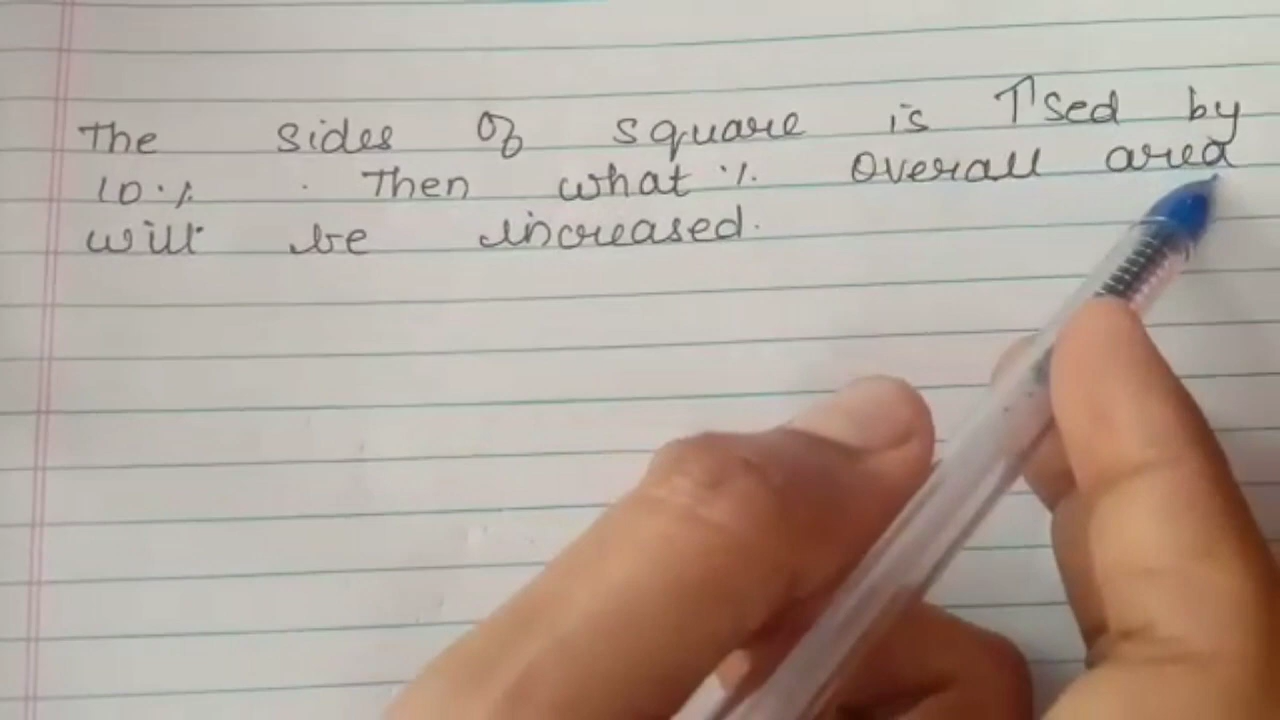 The sides of square is ↑sed by
10%. Then what % overall area
will be increased.